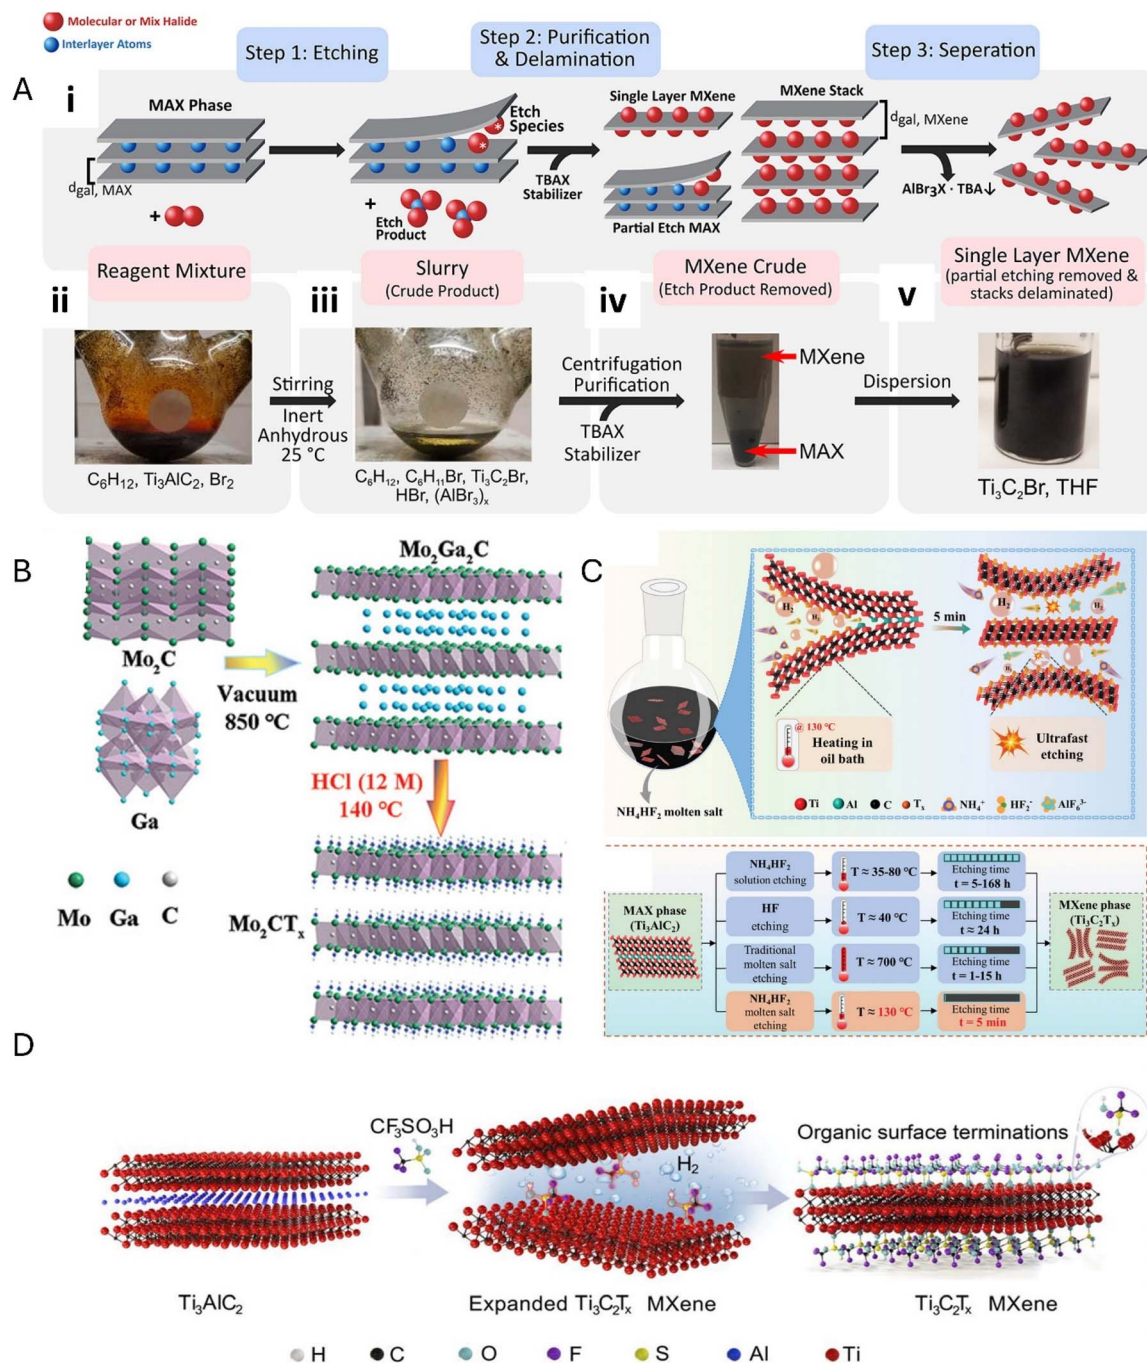 Molecular or Mix Halide
Interlayer Atoms
Step 1: Etching
Step 2: Purification
& Delamination
Step 3: Seperation
A
i
MAX Phase
dgal, MAX
+
Etch
Species
*
*
+
Etch
Product
TBAX
Stabilizer
Single Layer MXene
Partial Etch MAX
MXene Stack
dgal, MXene
AlBr₃X · TBA↓
Reagent Mixture
Slurry
(Crude Product)
MXene Crude
(Etch Product Removed)
Single Layer MXene
(partial etching removed &
stacks delaminated)
ii
C₆H₁₂, Ti₃AlC₂, Br₂
Stirring
Inert
Anhydrous
25 °C
iii
C₆H₁₂, C₆H₁₁Br, Ti₃C₂Br,
HBr, (AlBr₃)ₓ
Centrifugation
Purification
TBAX
Stabilizer
iv
MXene
MAX
Dispersion
v
Ti₃C₂Br, THF
B
Mo₂C
Ga
Vacuum
850 °C
Mo₂Ga₂C
HCl (12 M)
140 °C
Mo₂CTₓ
Mo Ga C
C
NH₄HF₂ molten salt
H₂
H₂
5 min
H₂
H₂
H₂
@ 130 °C
Heating in
oil bath
Ultrafast
etching
Ti Al C Tₓ NH₄⁺ HF₂⁻ AlF₆³⁻
MAX phase
(Ti₃AlC₂)
NH₄HF₂
solution etching
T ≈ 35-80 °C
Etching time
t = 5-168 h
HF
etching
T ≈ 40 °C
Etching time
t ≈ 24 h
Traditional
molten salt
etching
T ≈ 700 °C
Etching time
t = 1-15 h
NH₄HF₂
molten salt
etching
T ≈ 130 °C
Etching time
t = 5 min
MXene phase
(Ti₃C₂Tₓ)
D
Ti₃AlC₂
CF₃SO₃H
H₂
Expanded Ti₃C₂Tₓ MXene
Organic surface terminations
Ti₃C₂Tₓ MXene
H C O F S Al Ti